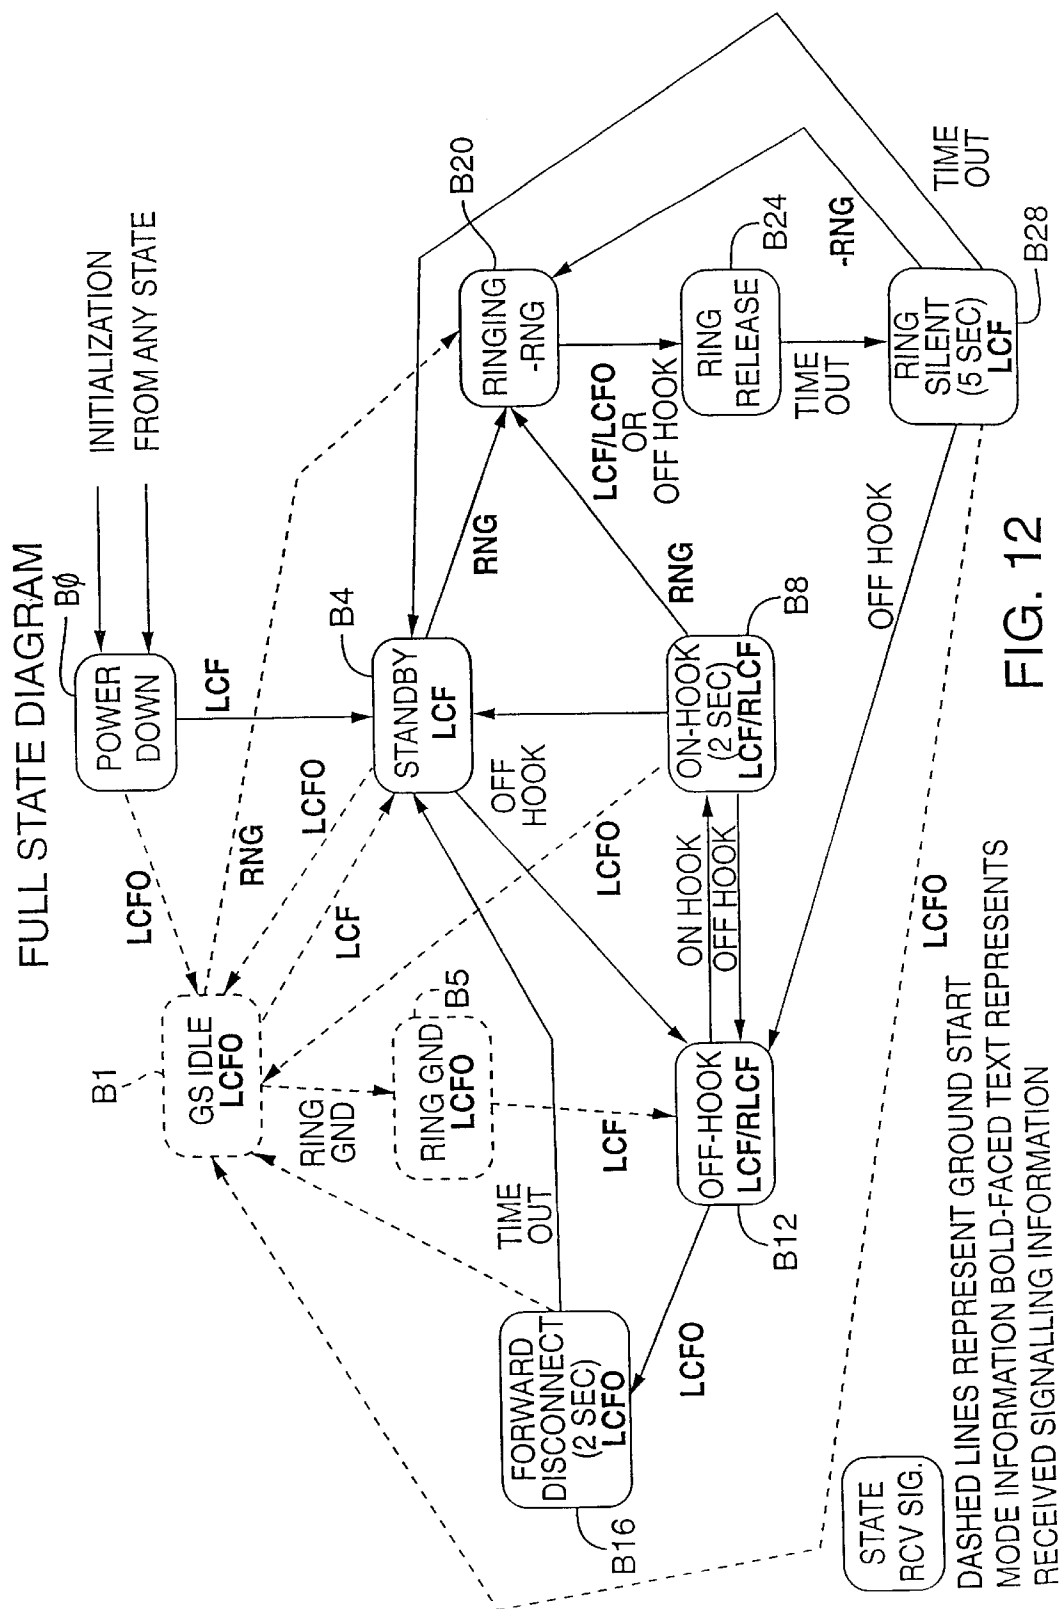 FULL STATE DIAGRAM
INITIALIZATION
FROM ANY STATE
BØ
POWER
DOWN
LCF
LCFO
B1
GS IDLE
LCFO
RNG
LCFO
LCF
B4
STANDBY
LCF
RNG
B20
RINGING
-RNG
RING
GND
B5
RING GND
LCFO
LCF
OFF
HOOK
LCFO
LCF/LCFO
OR
OFF HOOK
B24
RING
RELEASE
TIME
OUT
-RNG
TIME
OUT
TIME
OUT
B16
FORWARD
DISCONNECT
(2 SEC)
LCFO
LCFO
B12
OFF-HOOK
LCF/RLCF
ON HOOK
OFF HOOK
B8
ON-HOOK
(2 SEC)
LCF/RLCF
RNG
OFF HOOK
RING
SILENT
(5 SEC)
LCF
B28
LCFO
STATE
RCV SIG.
DASHED LINES REPRESENT GROUND START
MODE INFORMATION BOLD-FACED TEXT REPRESENTS
RECEIVED SIGNALLING INFORMATION
FIG. 12